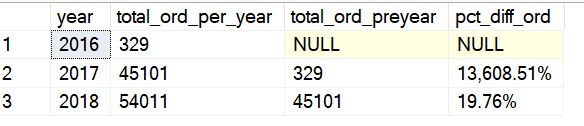 year total_ord_per_year total_ord_preyear pct_diff_ord
1 2016 329 NULL NULL
2 2017 45101 329 13,608.51%
3 2018 54011 45101 19.76%